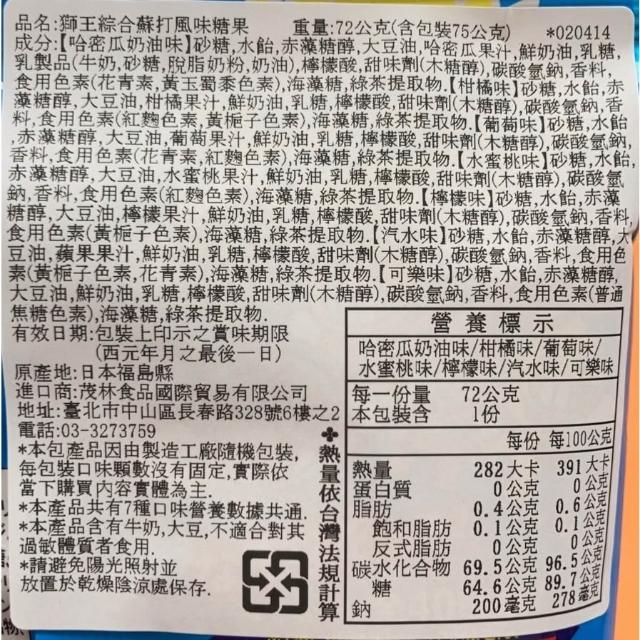 品名:獅王綜合蘇打風味糖果 重量:72公克(含包裝75公克) *020414
成分:【哈密瓜奶油味】砂糖,水飴,赤藻糖醇,大豆油,哈密瓜果汁,鮮奶油,乳糖,
乳製品(牛奶,砂糖,脫脂奶粉,奶油),檸檬酸,甜味劑(木糖醇),碳酸氫鈉,香料,
食用色素(花青素,黃玉蜀黍色素),海藻糖,綠茶提取物.【柑橘味】砂糖,水飴,赤
藻糖醇,大豆油,柑橘果汁,鮮奶油,乳糖,檸檬酸,甜味劑(木糖醇),碳酸氫鈉,香
料,食用色素(紅麴色素,黃梔子色素),海藻糖,綠茶提取物.【葡萄味】砂糖,水飴
,赤藻糖醇,大豆油,葡萄果汁,鮮奶油,乳糖,檸檬酸,甜味劑(木糖醇),碳酸氫鈉,
香料,食用色素(花青素,紅麴色素),海藻糖,綠茶提取物.【水蜜桃味】砂糖,水飴,
赤藻糖醇,大豆油,水蜜桃果汁,鮮奶油,乳糖,檸檬酸,甜味劑(木糖醇),碳酸氫
鈉,香料,食用色素(紅麴色素),海藻糖,綠茶提取物.【檸檬味】砂糖,水飴,赤藻
糖醇,大豆油,檸檬果汁,鮮奶油,乳糖,檸檬酸,甜味劑(木糖醇),碳酸氫鈉,香料,
食用色素(黃梔子色素),海藻糖,綠茶提取物.【汽水味】砂糖,水飴,赤藻糖醇,大
豆油,蘋果果汁,鮮奶油,乳糖,檸檬酸,甜味劑(木糖醇),碳酸氫鈉,香料,食用色
素(黃梔子色素,花青素),海藻糖,綠茶提取物.【可樂味】砂糖,水飴,赤藻糖醇,
大豆油,鮮奶油,乳糖,檸檬酸,甜味劑(木糖醇),碳酸氫鈉,香料,食用色素(普通
焦糖色素),海藻糖,綠茶提取物.
有效日期:包裝上印示之賞味期限
(西元年月之最後一日)
原產地:日本福島縣
進口商:茂林食品國際貿易有限公司
地址:臺北市中山區長春路328號6樓之2
電話:03-3273759
*本包產品因由製造工廠隨機包裝,
每包裝口味顆數沒有固定,實際依
當下購買內容實體為主.
*本產品共有7種口味營養數據共通.
*本產品含有牛奶,大豆,不適合對其
過敏體質者食用.
*請避免陽光照射並
放置於乾燥陰涼處保存.
✤熱量依台灣法規計算
營養標示
哈密瓜奶油味/柑橘味/葡萄味/
水蜜桃味/檸檬味/汽水味/可樂味
每一份量 72公克
本包裝含 1份
每份 每100公克
熱量 282大卡 391大卡
蛋白質 0公克 0公克
脂肪 0.4公克 0.6公克
飽和脂肪 0.1公克 0.1公克
反式脂肪 0公克 0公克
碳水化合物 69.5公克 96.5公克
糖 64.6公克 89.7公克
鈉 200毫克 278毫克